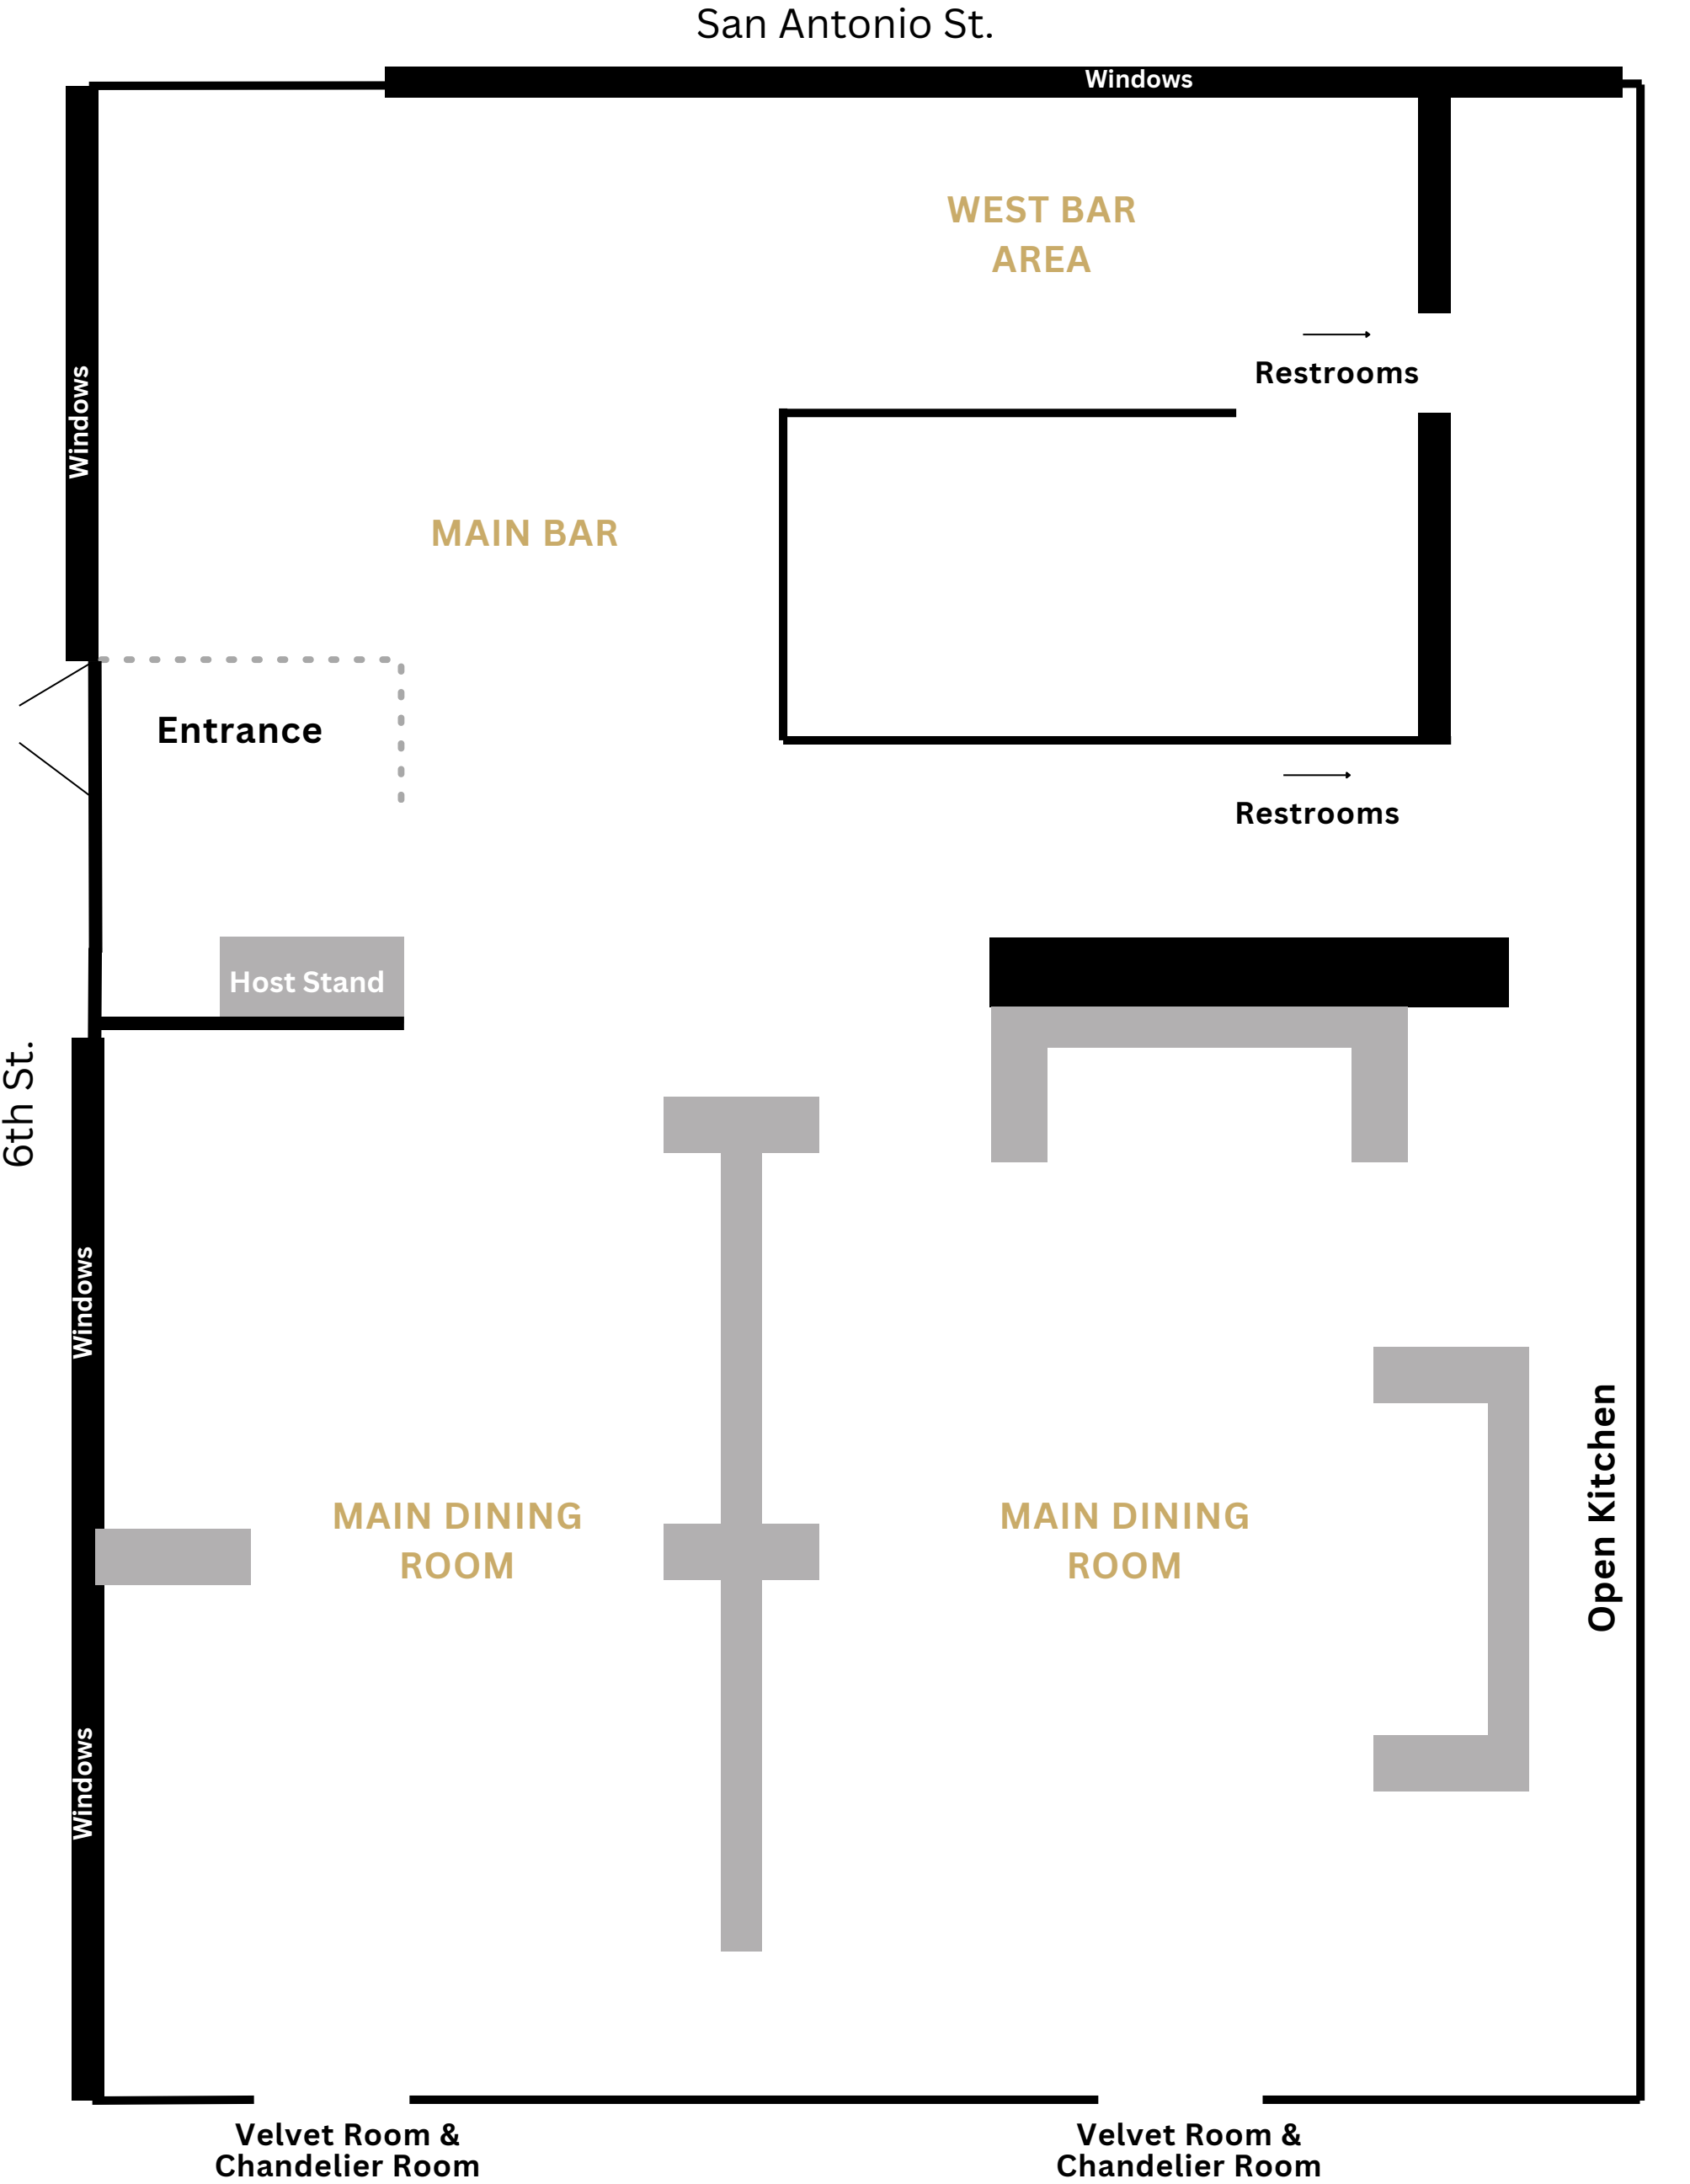 San Antonio St.
Windows
WEST BAR
AREA
Restrooms
Windows
MAIN BAR
Entrance
Restrooms
Host Stand
6th St.
Windows
MAIN DINING
ROOM
MAIN DINING
ROOM
Open Kitchen
Windows
Velvet Room &
Chandelier Room
Velvet Room &
Chandelier Room